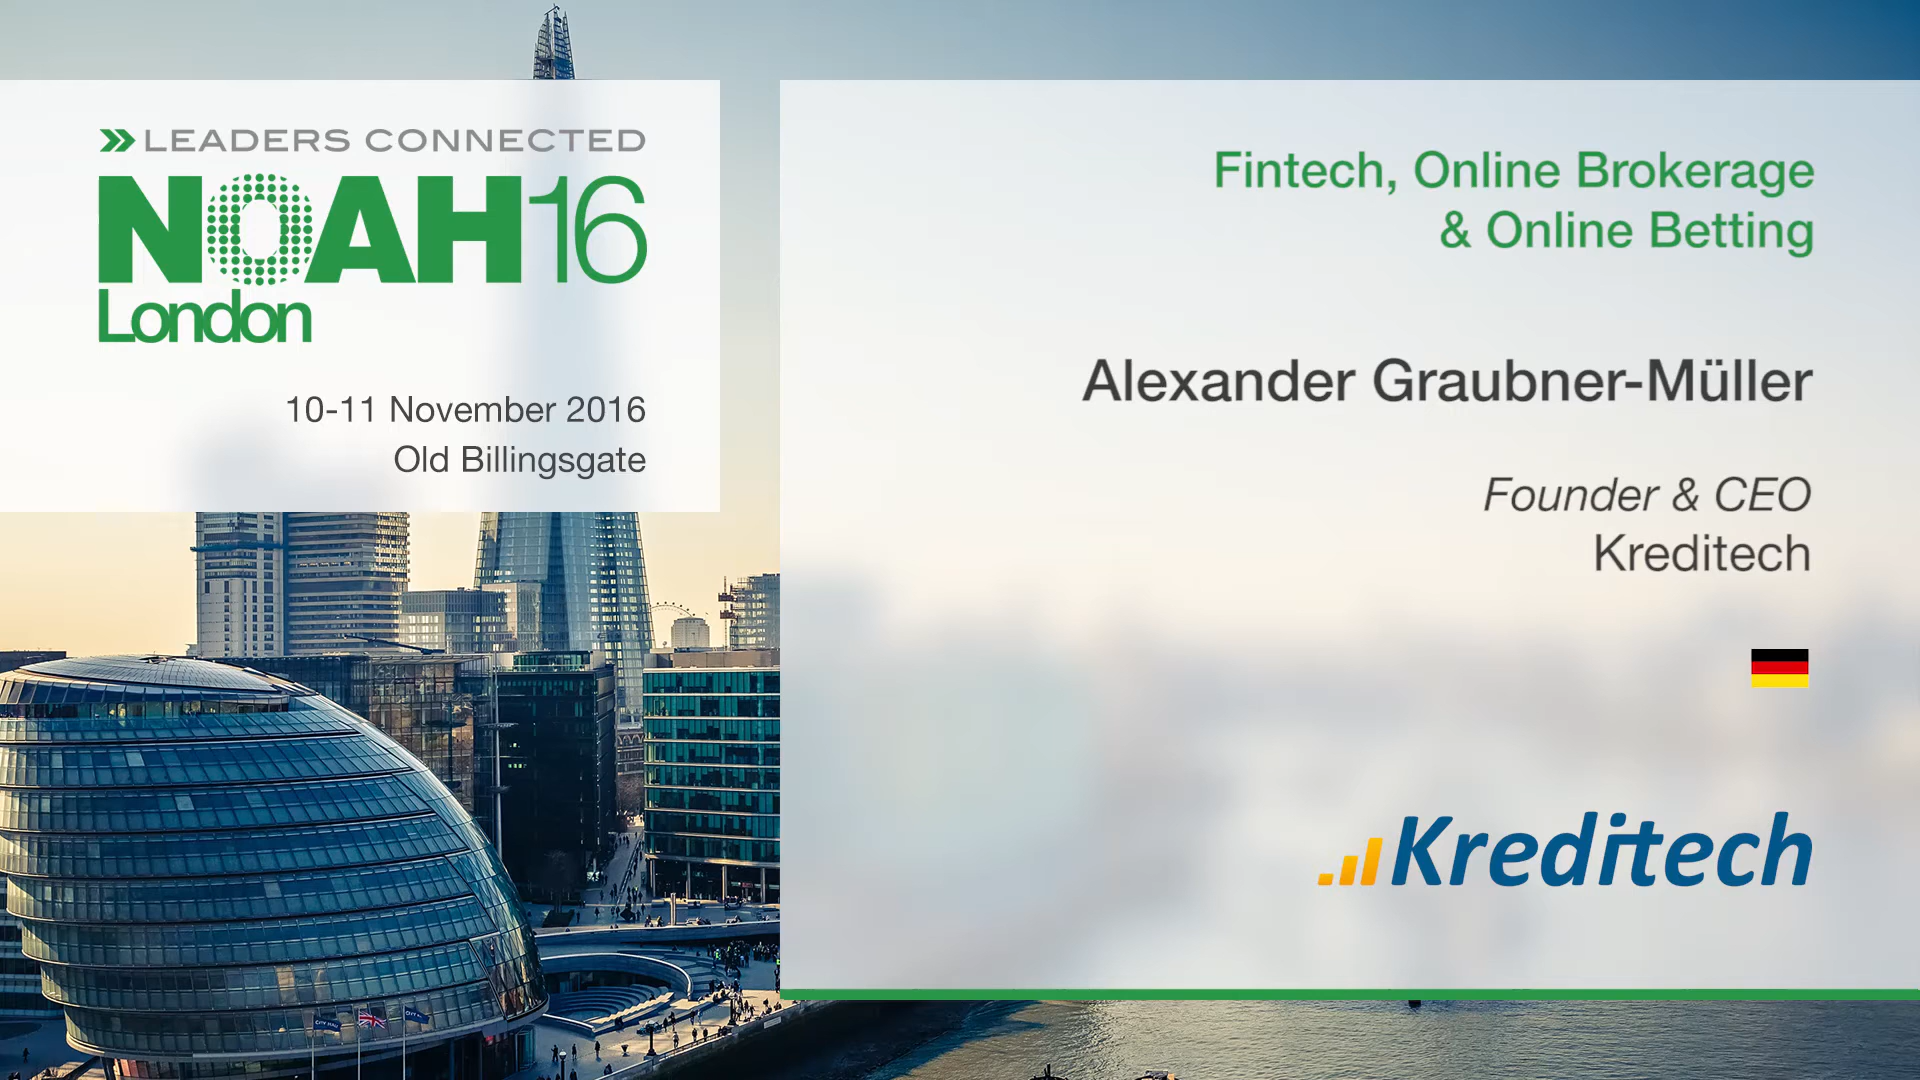 LEADERS CONNECTED
NOAH16
London
10-11 November 2016
Old Billingsgate
Fintech, Online Brokerage
& Online Betting
Alexander Graubner-Müller
Founder & CEO
Kreditech
Kreditech